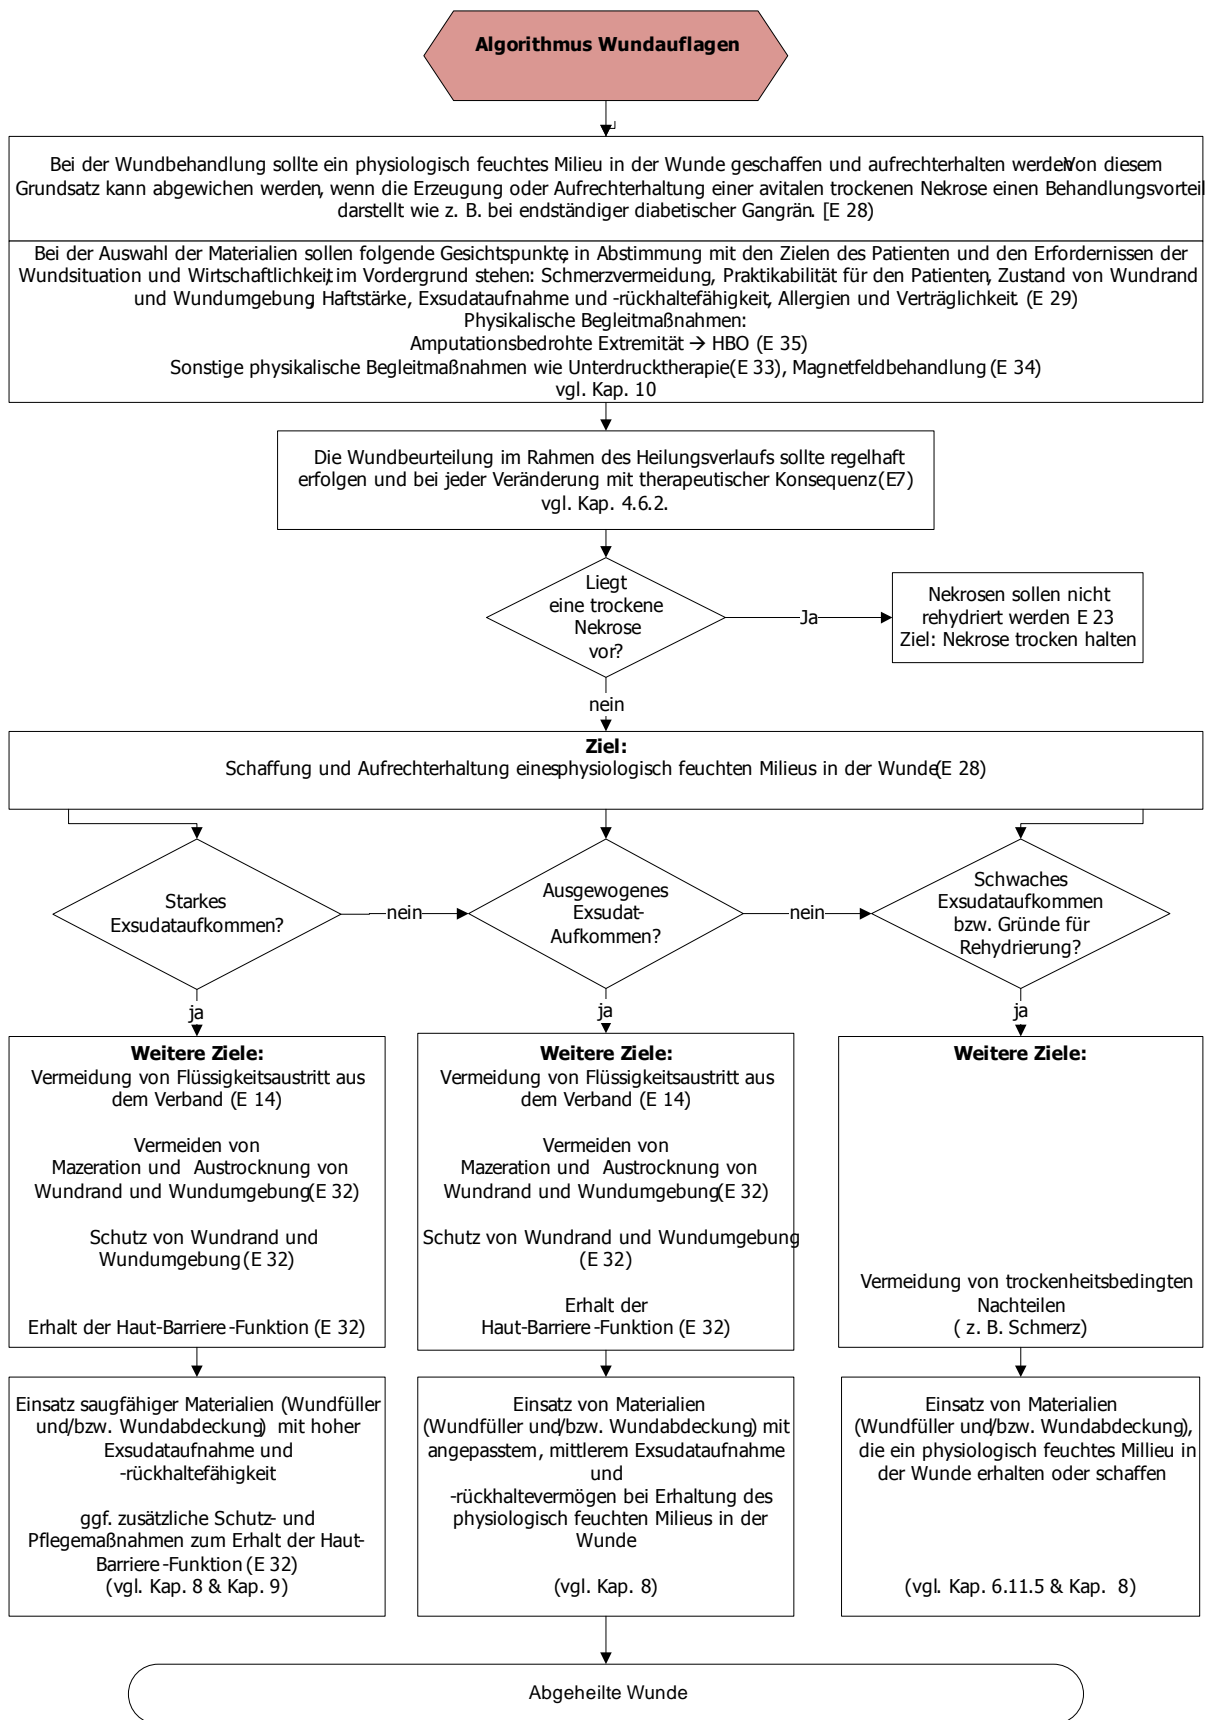 Algorithmus Wundauflagen
Bei der Wundbehandlung sollte ein physiologisch feuchtes Milieu in der Wunde geschaffen und aufrechterhalten werden. Von diesem
Grundsatz kann abgewichen werden, wenn die Erzeugung oder Aufrechterhaltung einer avitalen trockenen Nekrose einen Behandlungsvorteil
darstellt wie z. B. bei endständiger diabetischer Gangrän. [E 28)
Bei der Auswahl der Materialien sollen folgende Gesichtspunkte, in Abstimmung mit den Zielen des Patienten und den Erfordernissen der
Wundsituation und Wirtschaftlichkeit, im Vordergrund stehen: Schmerzvermeidung, Praktikabilität für den Patienten, Zustand von Wundrand
und Wundumgebung, Haftstärke, Exsudataufnahme und -rückhaltefähigkeit, Allergien und Verträglichkeit. (E 29)
Physikalische Begleitmaßnahmen:
Amputationsbedrohte Extremität → HBO (E 35)
Sonstige physikalische Begleitmaßnahmen wie Unterdrucktherapie(E 33), Magnetfeldbehandlung (E 34)
vgl. Kap. 10
Die Wundbeurteilung im Rahmen des Heilungsverlaufs sollte regelhaft
erfolgen und bei jeder Veränderung mit therapeutischer Konsequenz(E7)
vgl. Kap. 4.6.2.
Liegt
eine trockene
Nekrose
vor?
Ja
Nekrosen sollen nicht
rehydriert werden E 23
Ziel: Nekrose trocken halten
nein
Ziel:
Schaffung und Aufrechterhaltung eines physiologisch feuchten Milieus in der Wunde(E 28)
Starkes
Exsudataufkommen?
nein
Ausgewogenes
Exsudat-
Aufkommen?
nein
Schwaches
Exsudataufkommen
bzw. Gründe für
Rehydrierung?
ja
ja
ja
Weitere Ziele:
Vermeidung von Flüssigkeitsaustritt aus
dem Verband (E 14)
Vermeiden von
Mazeration und Austrocknung von
Wundrand und Wundumgebung(E 32)
Schutz von Wundrand und
Wundumgebung (E 32)
Erhalt der Haut-Barriere-Funktion (E 32)
Weitere Ziele:
Vermeidung von Flüssigkeitsaustritt aus
dem Verband (E 14)
Vermeiden von
Mazeration und Austrocknung von
Wundrand und Wundumgebung(E 32)
Schutz von Wundrand und Wundumgebung
(E 32)
Erhalt der
Haut-Barriere-Funktion (E 32)
Weitere Ziele:
Vermeidung von trockenheitsbedingten
Nachteilen
( z. B. Schmerz)
Einsatz saugfähiger Materialien (Wundfüller
und/bzw. Wundabdeckung) mit hoher
Exsudataufnahme und
-rückhaltefähigkeit
ggf. zusätzliche Schutz- und
Pflegemaßnahmen zum Erhalt der Haut-
Barriere-Funktion (E 32)
(vgl. Kap. 8 & Kap. 9)
Einsatz von Materialien
(Wundfüller und/bzw. Wundabdeckung) mit
angepasstem, mittlerem Exsudataufnahme
und
-rückhaltevermögen bei Erhaltung des
physiologisch feuchten Milieus in der
Wunde
(vgl. Kap. 8)
Einsatz von Materialien
(Wundfüller und/bzw. Wundabdeckung),
die ein physiologisch feuchtes Millieu in
der Wunde erhalten oder schaffen
(vgl. Kap. 6.11.5 & Kap. 8)
Abgeheilte Wunde